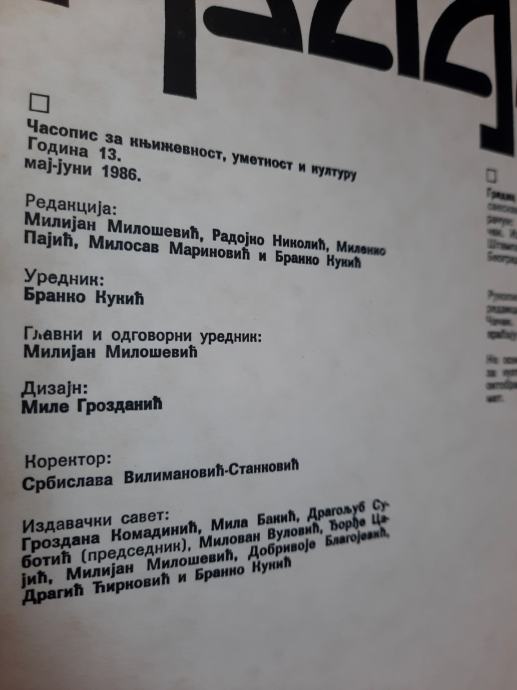 Часопис за књижевност, уметност и културу
Година 13.
мај-јуни 1986.
Редакција:
Милијан Милошевић, Радојко Николић, Миленко
Пајић, Милосав Мариновић и Бранко Кукић
Уредник:
Бранко Кукић
Главни и одговорни уредник:
Милијан Милошевић
Дизајн:
Миле Грозданић
Коректор:
Србислава Вилимановић-Станновић
Издавачки савет:
Гроздана Комадинић, Мила Бакић, Драгољуб Су-
ботић (председник), Милован Вуловић, Ђорђе Ца-
јић, Милијан Милошевић, Добривоје Благојевић,
Драгић Ћирковић и Бранко Кукић